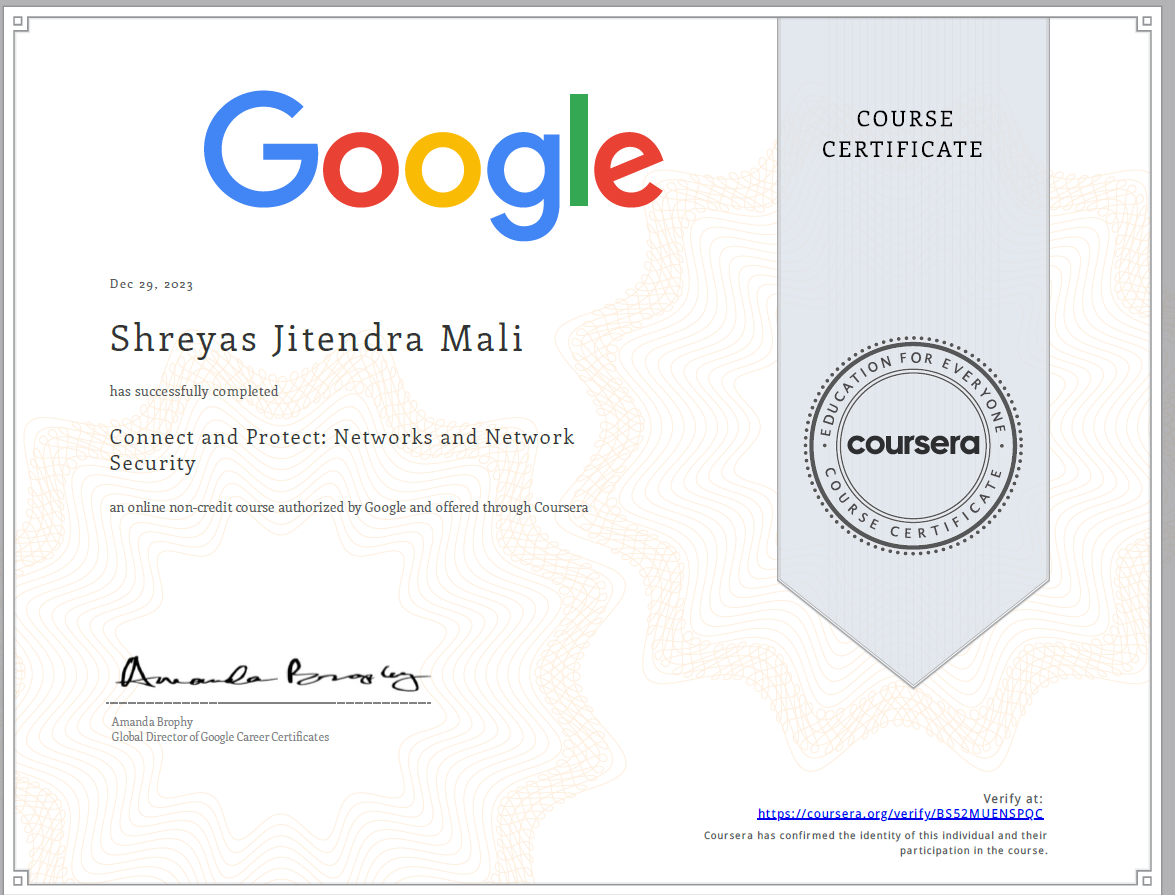 Google
COURSE
CERTIFICATE
Dec 29, 2023
Shreyas Jitendra Mali
has successfully completed
Connect and Protect: Networks and Network
Security
an online non-credit course authorized by Google and offered through Coursera
EDUCATION FOR EVERYONE
coursera
COURSE CERTIFICATE
Amanda Brophy
Amanda Brophy
Global Director of Google Career Certificates
Verify at:
https://coursera.org/verify/BS52MUENSPQC
Coursera has confirmed the identity of this individual and their
participation in the course.